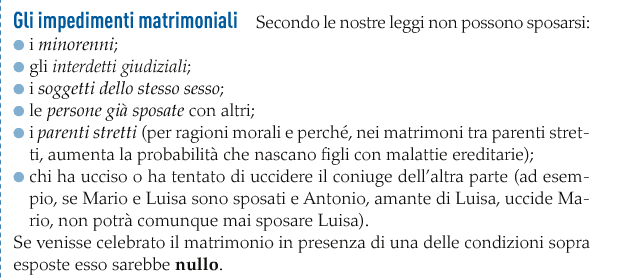 Gli impedimenti matrimoniali Secondo le nostre leggi non possono sposarsi:
● i minorenni;
● gli interdetti giudiziali;
● i soggetti dello stesso sesso;
● le persone già sposate con altri;
● i parenti stretti (per ragioni morali e perché, nei matrimoni tra parenti stret-
ti, aumenta la probabilità che nascano figli con malattie ereditarie);
● chi ha ucciso o ha tentato di uccidere il coniuge dell'altra parte (ad esem-
pio, se Mario e Luisa sono sposati e Antonio, amante di Luisa, uccide Ma-
rio, non potrà comunque mai sposare Luisa).
Se venisse celebrato il matrimonio in presenza di una delle condizioni sopra
esposte esso sarebbe nullo.